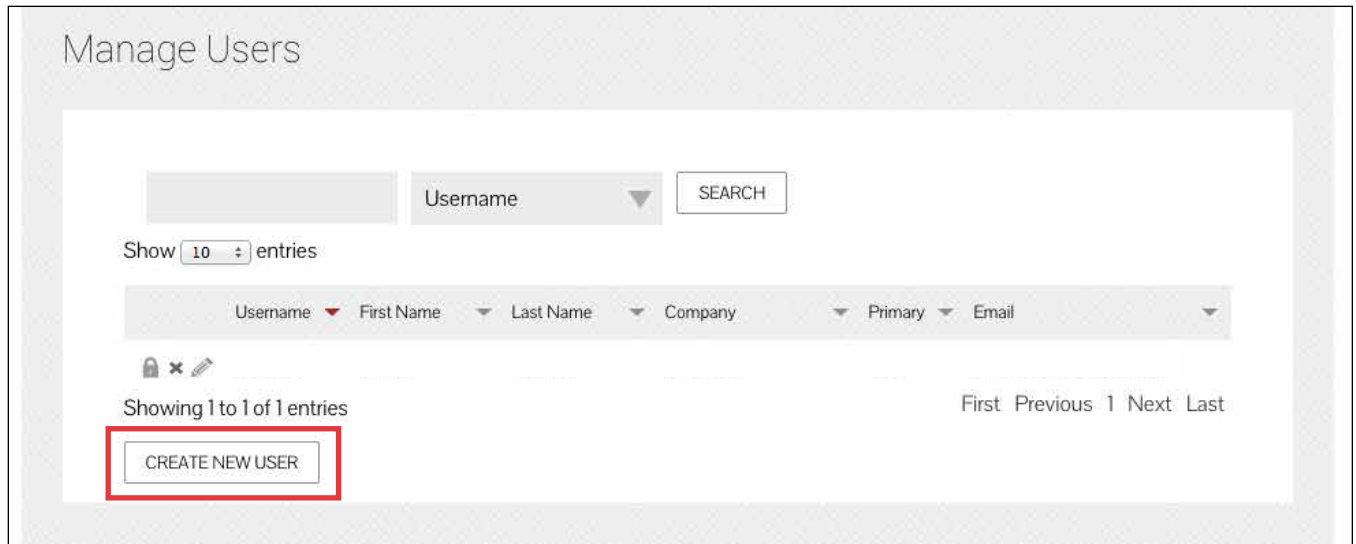 Manage Users
Username SEARCH
Show 10 entries
Username First Name Last Name Company Primary Email
Showing 1 to 1 of 1 entries First Previous 1 Next Last
CREATE NEW USER